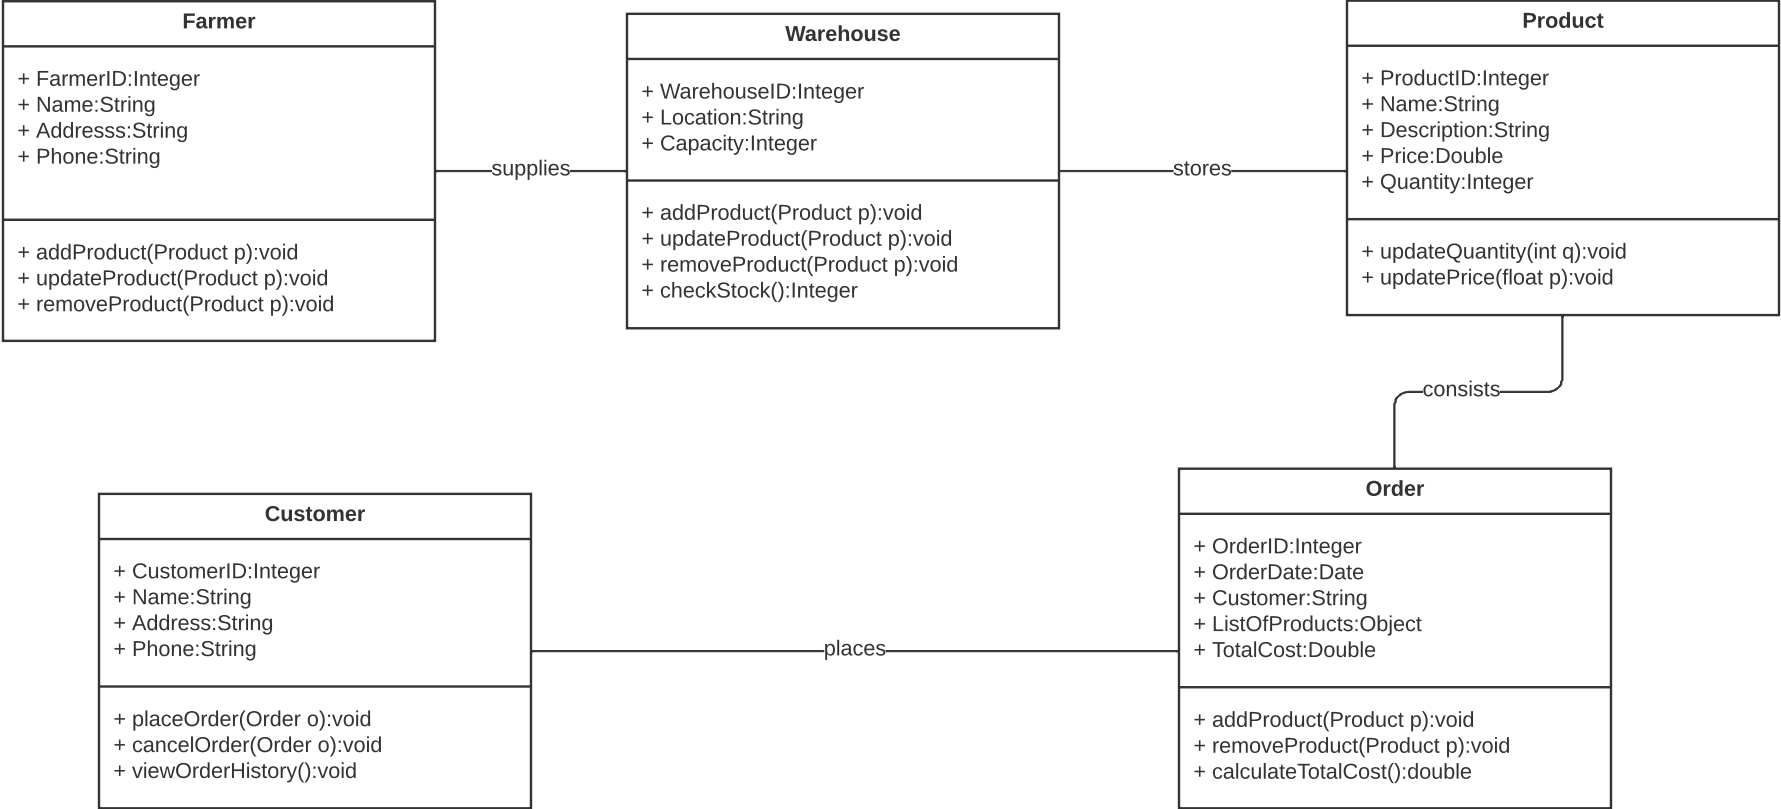 Farmer
+ FarmerID:Integer
+ Name:String
+ Addresss:String
+ Phone:String
+ addProduct(Product p):void
+ updateProduct(Product p):void
+ removeProduct(Product p):void
supplies
Warehouse
+ WarehouseID:Integer
+ Location:String
+ Capacity:Integer
+ addProduct(Product p):void
+ updateProduct(Product p):void
+ removeProduct(Product p):void
+ checkStock():Integer
stores
Product
+ ProductID:Integer
+ Name:String
+ Description:String
+ Price:Double
+ Quantity:Integer
+ updateQuantity(int q):void
+ updatePrice(float p):void
consists
Customer
+ CustomerID:Integer
+ Name:String
+ Address:String
+ Phone:String
+ placeOrder(Order o):void
+ cancelOrder(Order o):void
+ viewOrderHistory():void
places
Order
+ OrderID:Integer
+ OrderDate:Date
+ Customer:String
+ ListOfProducts:Object
+ TotalCost:Double
+ addProduct(Product p):void
+ removeProduct(Product p):void
+ calculateTotalCost():double